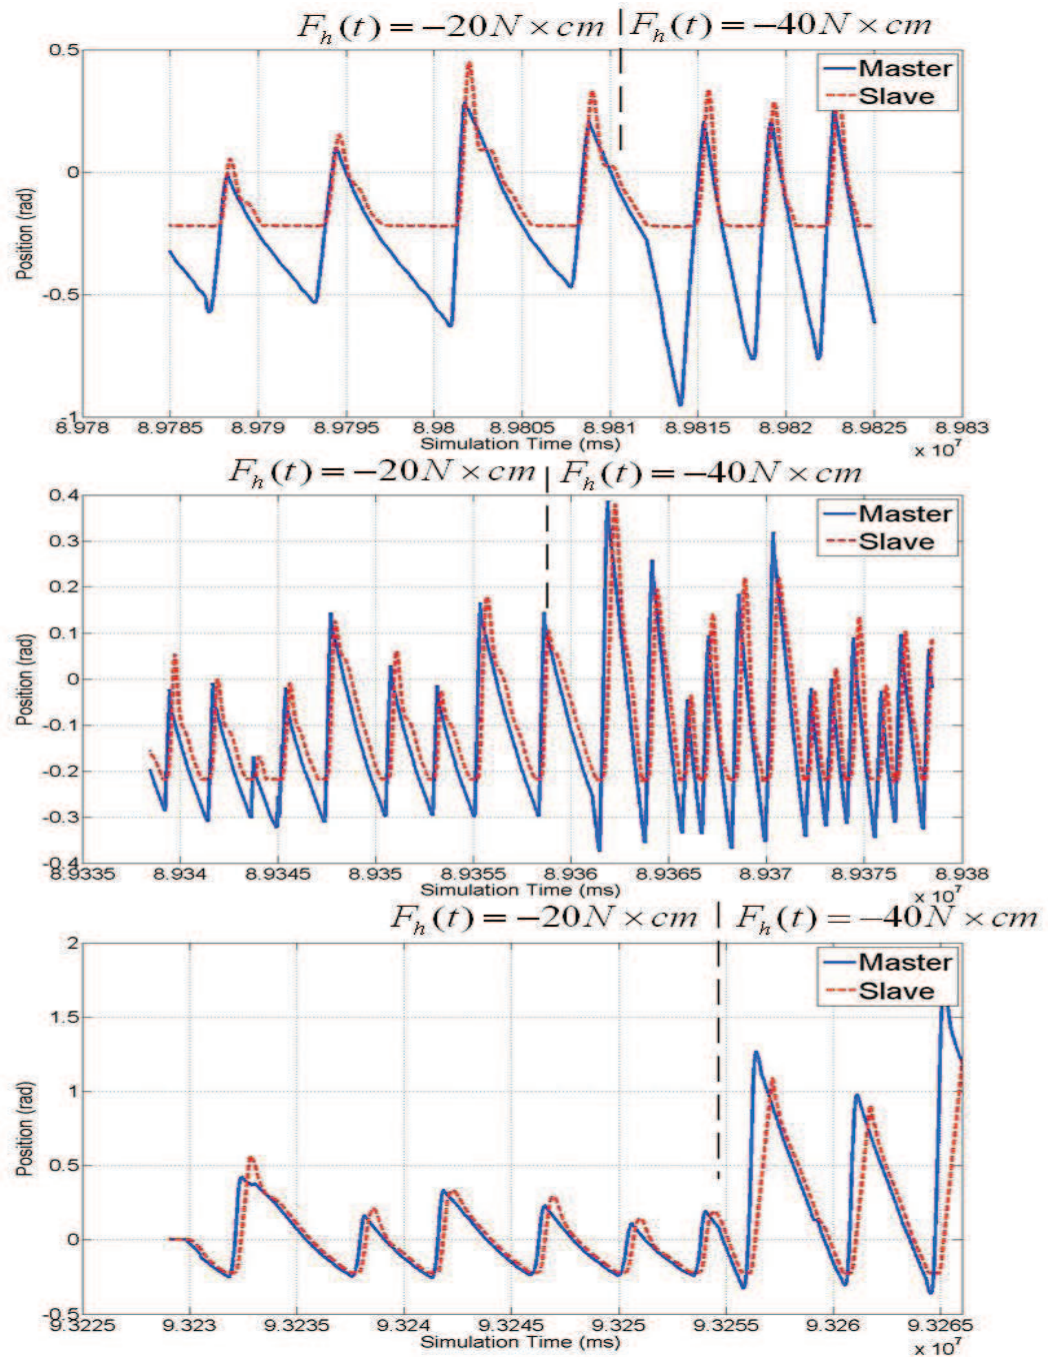 F_h(t) = −20N × cm | F_h(t) = −40N × cm
0.5
Master
Slave
0
Position (rad)
-0.5
-1
8.978 8.9785 8.979 8.9795 8.98 8.9805 8.981 8.9815 8.982 8.9825 8.983
Simulation Time (ms)
x 10^7
F_h(t) = −20N × cm | F_h(t) = −40N × cm
0.4
Master
0.3
Slave
0.2
0.1
0
Position (rad)
-0.1
-0.2
-0.3
-0.4
8.9335 8.934 8.9345 8.935 8.9355 8.936 8.9365 8.937 8.9375 8.938
Simulation Time (ms)
x 10^7
F_h(t) = −20N × cm | F_h(t) = −40N × cm
2
Master
Slave
1.5
1
Position (rad)
0.5
0
-0.5
9.3225 9.323 9.3235 9.324 9.3245 9.325 9.3255 9.326 9.3265
Simulation Time (ms)
x 10^7